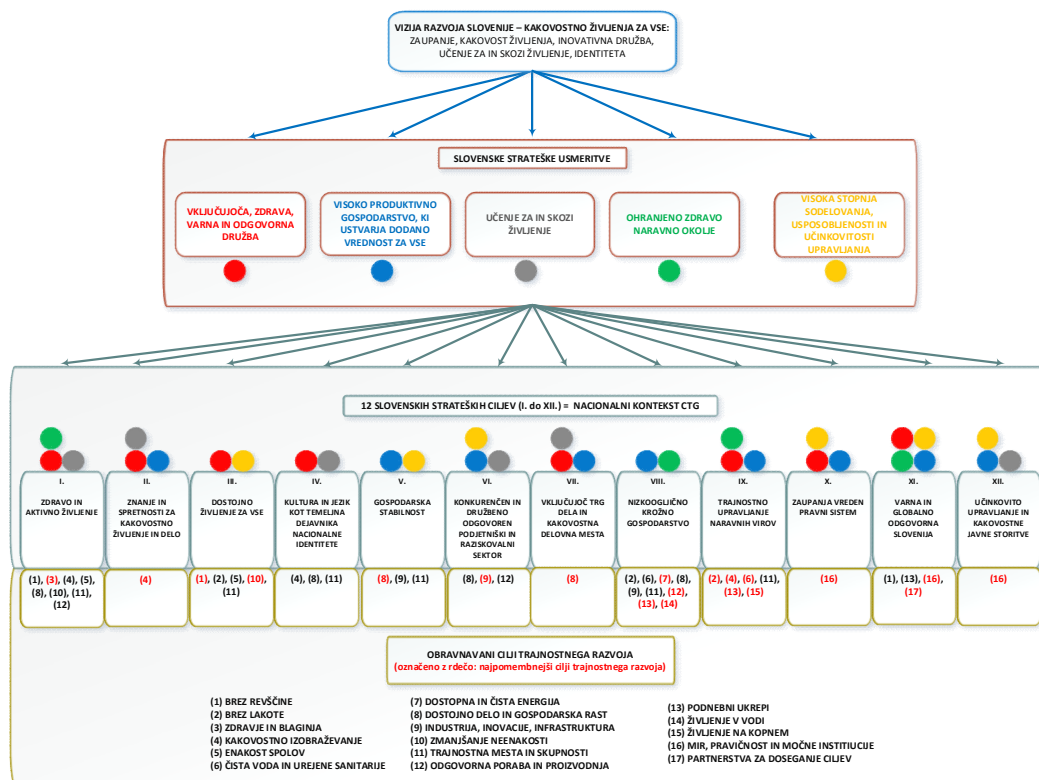 VIZIJA RAZVOJA SLOVENIJE – KAKOVOSTNO ŽIVLJENJA ZA VSE:
ZAUPANJE, KAKOVOST ŽIVLJENJA, INOVATIVNA DRUŽBA,
UČENJE ZA IN SKOZI ŽIVLJENJE, IDENTITETA
SLOVENSKE STRATEŠKE USMERITVE
VKLJUČUJOČA, ZDRAVA,
VARNA IN ODGOVORNA
DRUŽBA
VISOKO PRODUKTIVNO
GOSPODARSTVO, KI
USTVARJA DODANO
VREDNOST ZA VSE
UČENJE ZA IN SKOZI
ŽIVLJENJE
OHRANJENO ZDRAVO
NARAVNO OKOLJE
VISOKA STOPNJA
SODELOVANJA,
USPOSOBLJENOSTI IN
UČINKOVITOSTI
UPRAVLJANJA
12 SLOVENSKIH STRATEŠKIH CILJEV (I. do XII.) = NACIONALNI KONTEKST CTG
I.
ZDRAVO IN
AKTIVNO ŽIVLJENJE
II.
ZNANJE IN
SPRETNOSTI ZA
KAKOVOSTNO
ŽIVLJENJE IN DELO
III.
DOSTOJNO
ŽIVLJENJE ZA VSE
IV.
KULTURA IN JEZIK
KOT TEMELJNA
DEJAVNIKA
NACIONALNE
IDENTITETE
V.
GOSPODARSKA
STABILNOST
VI.
KONKURENČEN IN
DRUŽBENO
ODGOVOREN
PODJETNIŠKI IN
RAZISKOVALNI
SEKTOR
VII.
VKLJUČUJOČ TRG
DELA IN
KAKOVOSTNA
DELOVNA MESTA
VIII.
NIZKOOGLJIČNO
KROŽNO
GOSPODARSTVO
IX.
TRAJNOSTNO
UPRAVLJANJE
NARAVNIH VIROV
X.
ZAUPANJA VREDEN
PRAVNI SISTEM
XI.
VARNA IN
GLOBALNO
ODGOVORNA
SLOVENIJA
XII.
UČINKOVITO
UPRAVLJANJE IN
KAKOVOSTNE
JAVNE STORITVE
(1), (3), (4), (5),
(8), (10), (11),
(12)
(4)
(1), (2), (5), (10),
(11)
(4), (8), (11)
(8), (9), (11)
(8), (9), (12)
(8)
(2), (6), (7), (8),
(9), (11), (12),
(13), (14)
(2), (4), (6), (11),
(13), (15)
(16)
(1), (13), (16),
(17)
(16)
OBRAVNAVANI CILJI TRAJNOSTNEGA RAZVOJA
(označeno z rdečo: najpomembnejši cilji trajnostnega razvoja)
(1) BREZ REVŠČINE
(2) BREZ LAKOTE
(3) ZDRAVJE IN BLAGINJA
(4) KAKOVOSTNO IZOBRAŽEVANJE
(5) ENAKOST SPOLOV
(6) ČISTA VODA IN UREJENE SANITARIJE
(7) DOSTOPNA IN ČISTA ENERGIJA
(8) DOSTOJNO DELO IN GOSPODARSKA RAST
(9) INDUSTRIJA, INOVACIJE, INFRASTRUKTURA
(10) ZMANJŠANJE NEENAKOSTI
(11) TRAJNOSTNA MESTA IN SKUPNOSTI
(12) ODGOVORNA PORABA IN PROIZVODNJA
(13) PODNEBNI UKREPI
(14) ŽIVLJENJE V VODI
(15) ŽIVLJENJE NA KOPNEM
(16) MIR, PRAVIČNOST IN MOČNE INSTITIUCIJE
(17) PARTNERSTVA ZA DOSEGANJE CILJEV